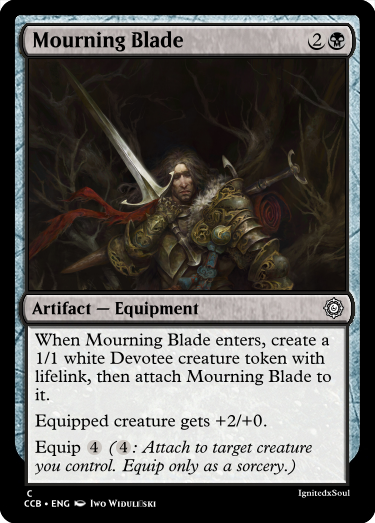 Mourning Blade 2
Artifact — Equipment
When Mourning Blade enters, create a
1/1 white Devotee creature token with
lifelink, then attach Mourning Blade to
it.
Equipped creature gets +2/+0.
Equip 4 (4: Attach to target creature
you control. Equip only as a sorcery.)
C
IgnitedxSoul
CCB • ENG Iwo Widuleski